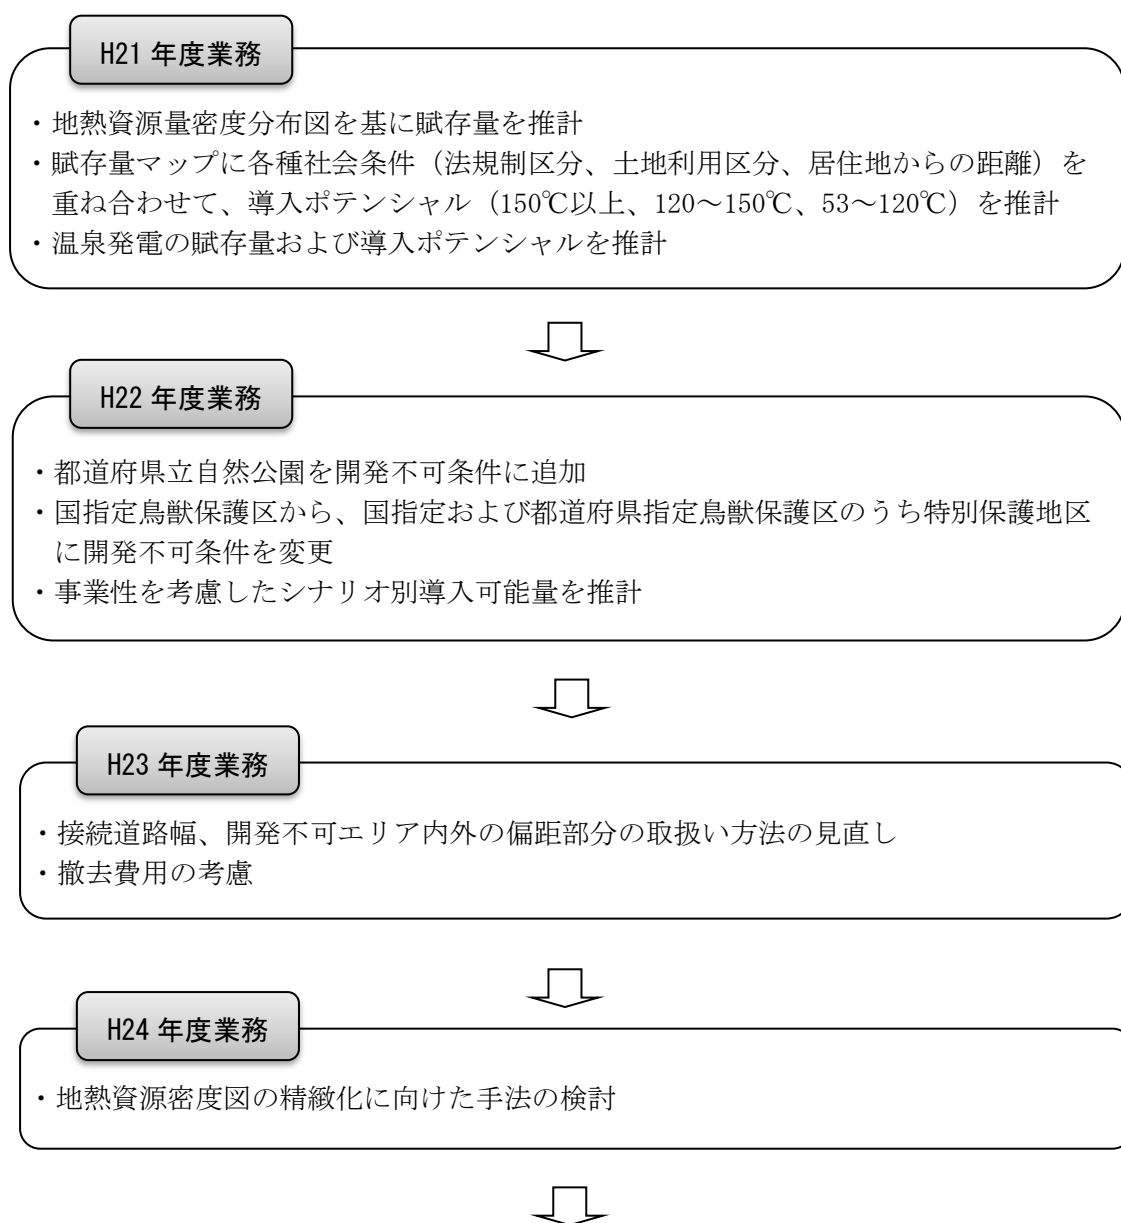 H21 年度業務
・地熱資源量密度分布図を基に賦存量を推計
・賦存量マップに各種社会条件（法規制区分、土地利用区分、居住地からの距離）を
重ね合わせて、導入ポテンシャル（150℃以上、120～150℃、53～120℃）を推計
・温泉発電の賦存量および導入ポテンシャルを推計
H22 年度業務
・都道府県立自然公園を開発不可条件に追加
・国指定鳥獣保護区から、国指定および都道府県指定鳥獣保護区のうち特別保護地区
に開発不可条件を変更
・事業性を考慮したシナリオ別導入可能量を推計
H23 年度業務
・接続道路幅、開発不可エリア内外の偏距部分の取扱い方法の見直し
・撤去費用の考慮
H24 年度業務
・地熱資源密度図の精緻化に向けた手法の検討